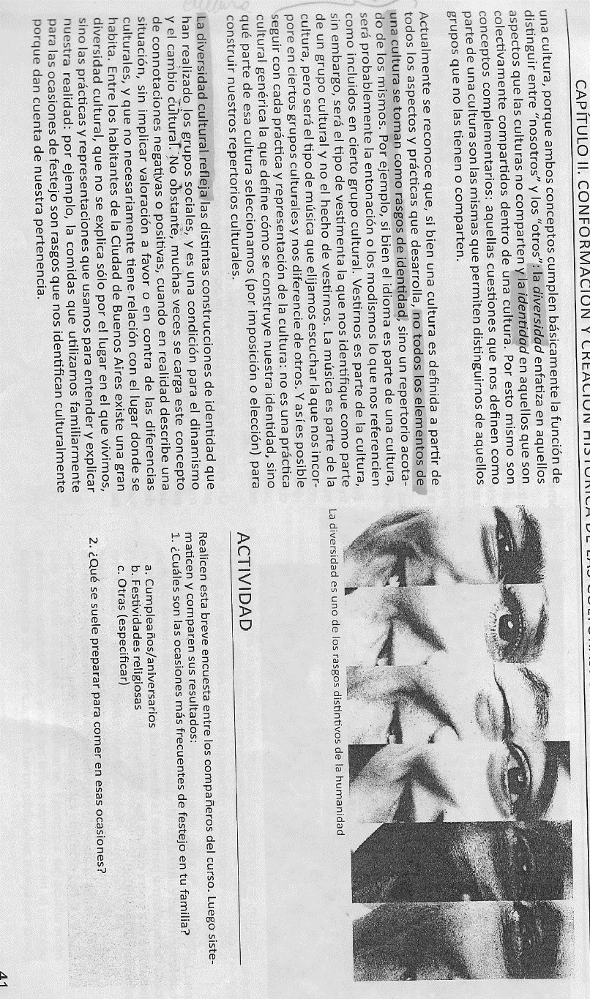 CAPÍTULO II. CONFORMACIÓN Y CREACIÓN HISTÓRICA DE LAS
una cultura, porque ambos conceptos cumplen básicamente la función de
distinguir entre “nosotros” y los “otros”: la diversidad enfatiza en aquellos
aspectos que las culturas no comparten y la identidad en aquellos que son
colectivamente compartidos dentro de una cultura. Por esto mismo son
conceptos complementarios: aquellas cuestiones que nos definen como
parte de una cultura son las mismas que permiten distinguirnos de aquellos
grupos que no las tienen o comparten.
Actualmente se reconoce que, si bien una cultura es definida a partir de
todos los aspectos y prácticas que desarrolla, no todos los elementos de
una cultura se toman como rasgos de identidad, sino un repertorio acota-
do de los mismos. Por ejemplo, si bien el idioma es parte de una cultura,
será probablemente la entonación o los modismos lo que nos referencien
como incluidos en cierto grupo cultural. Vestirnos es parte de la cultura,
sin embargo, será el tipo de vestimenta la que nos identifique como parte
de un grupo cultural y no el hecho de vestirnos. La música es parte de la
cultura, pero será el tipo de música que elijamos escuchar la que nos incor-
pore en ciertos grupos culturales y nos diferencie de otros. Y así es posible
seguir con cada práctica y representación de la cultura: no es una práctica
cultural genérica la que define cómo se construye nuestra identidad, sino
qué parte de esa cultura seleccionamos (por imposición o elección) para
construir nuestros repertorios culturales.
La diversidad cultural refleja las distintas construcciones de identidad que
han realizado los grupos sociales, y es una condición para el dinamismo
y el cambio cultural. No obstante, muchas veces se carga este concepto
de connotaciones negativas o positivas, cuando en realidad describe una
situación, sin implicar valoración a favor o en contra de las diferencias
culturales, y que no necesariamente tiene relación con el lugar donde se
habita. Entre los habitantes de la Ciudad de Buenos Aires existe una gran
diversidad cultural, que no se explica sólo por el lugar en el que vivimos,
sino las prácticas y representaciones que usamos para entender y explicar
nuestra realidad: por ejemplo, la comidas que utilizamos familiarmente
para las ocasiones de festejo son rasgos que nos identifican culturalmente
porque dan cuenta de nuestra pertenencia.
La diversidad es uno de los rasgos distintivos de la humanidad
ACTIVIDAD
Realicen esta breve encuesta entre los compañeros del curso. Luego siste-
maticen y comparen sus resultados:
1. ¿Cuáles son las ocasiones más frecuentes de festejo en tu familia?
a. Cumpleaños/aniversarios
b. Festividades religiosas
c. Otras (especificar)
2. ¿Qué se suele preparar para comer en esas ocasiones?
41